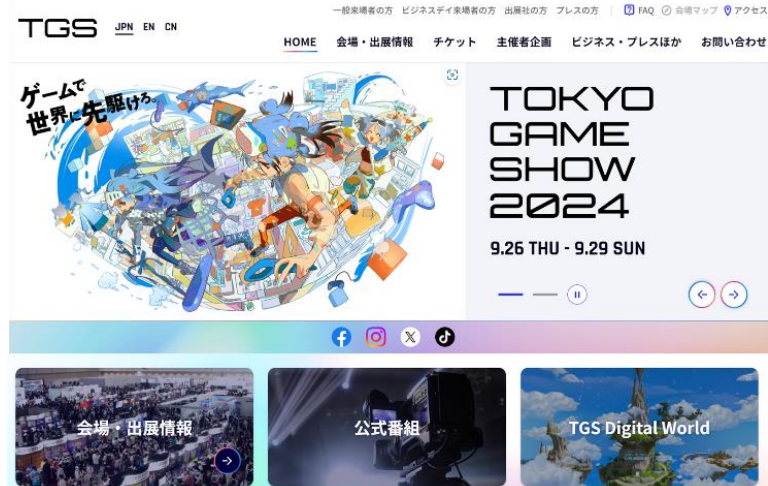 一般来場者の方 ビジネスデイ来場者の方 出展社の方 プレスの方 FAQ 会場マップ アクセス
TGS JPN EN CN
HOME 会場・出展情報 チケット 主催者企画 ビジネス・プレスほか お問い合わせ
ゲームで
世界に先駆けろ。
TOKYO
GAME
SHOW
2024
9.26 THU - 9.29 SUN
会場・出展情報 公式番組 TGS Digital World